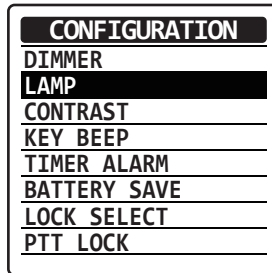 CONFIGURATION
DIMMER
LAMP
CONTRAST
KEY BEEP
TIMER ALARM
BATTERY SAVE
LOCK SELECT
PTT LOCK